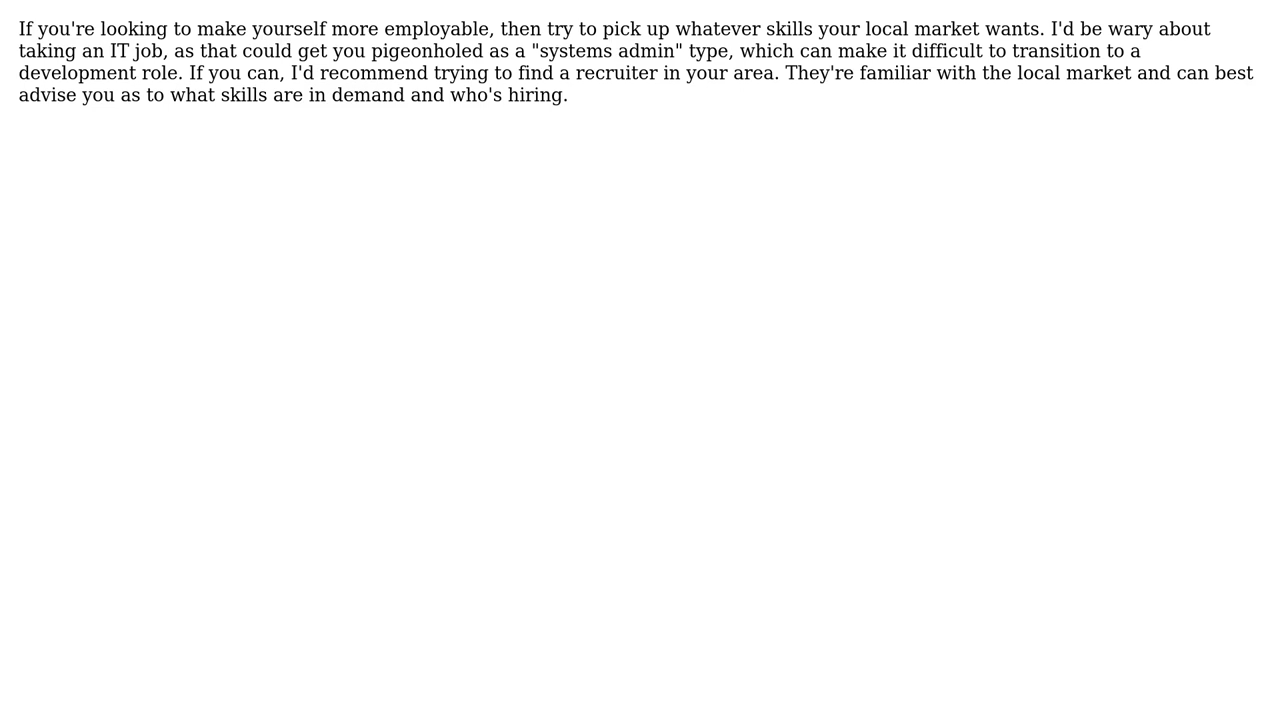 If you're looking to make yourself more employable, then try to pick up whatever skills your local market wants. I'd be wary about
taking an IT job, as that could get you pigeonholed as a "systems admin" type, which can make it difficult to transition to a
development role. If you can, I'd recommend trying to find a recruiter in your area. They're familiar with the local market and can best
advise you as to what skills are in demand and who's hiring.